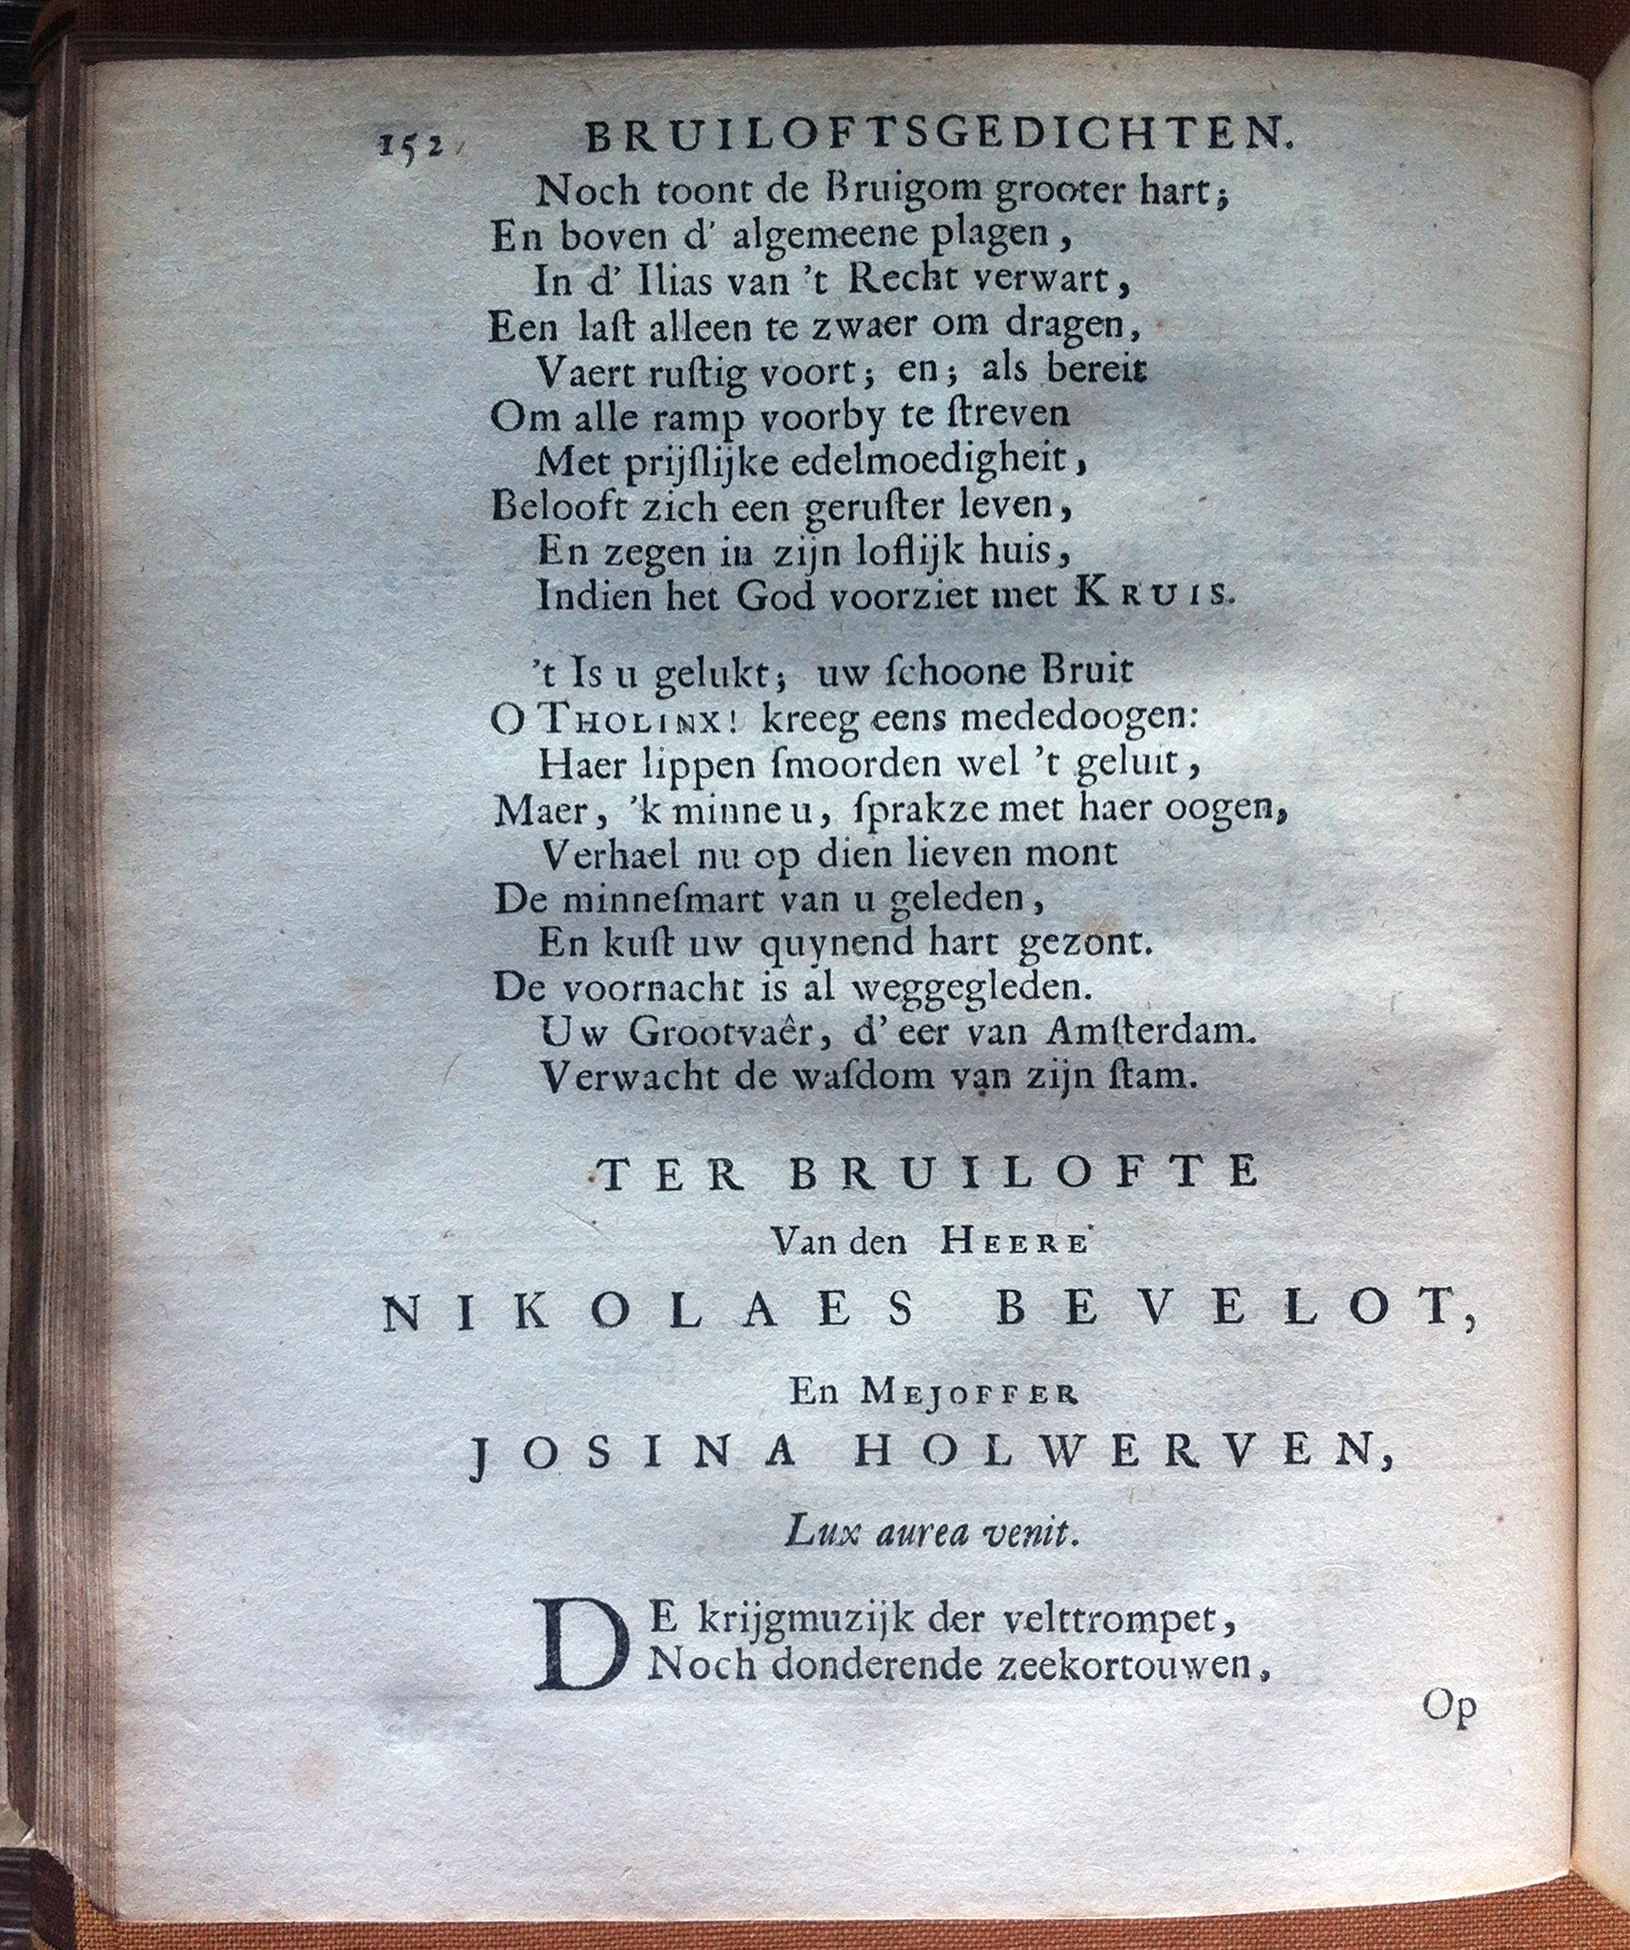 152 BRUILOFTSGEDICHTEN.
Noch toont de Bruigom grooter hart;
En boven d' algemeene plagen,
In d' Ilias van 't Recht verwart,
Een laſt alleen te zwaer om dragen,
Vaert ruſtig voort; en; als bereit
Om alle ramp voorby te ſtreven
Met prijſlijke edelmoedigheit,
Belooft zich een geruſter leven,
En zegen in zijn loflijk huis,
Indien het God voorziet met KRUIS.
't Is u gelukt; uw ſchoone Bruit
O THOLINX! kreeg eens mededoogen:
Haer lippen ſmoorden wel 't geluit,
Maer, 'k minne u, ſprakze met haer oogen,
Verhael nu op dien lieven mont
De minneſmart van u geleden,
En kuſt uw quynend hart gezont.
De voornacht is al weggegleden.
Uw Grootvaêr, d' eer van Amſterdam.
Verwacht de waſdom van zijn ſtam.
TER BRUILOFTE
Van den HEERE
NIKOLAES BEVELOT,
En MEJOFFER
JOSINA HOLWERVEN,
Lux aurea venit.
DE krijgmuzijk der velttrompet,
Noch donderende zeekortouwen,
Op